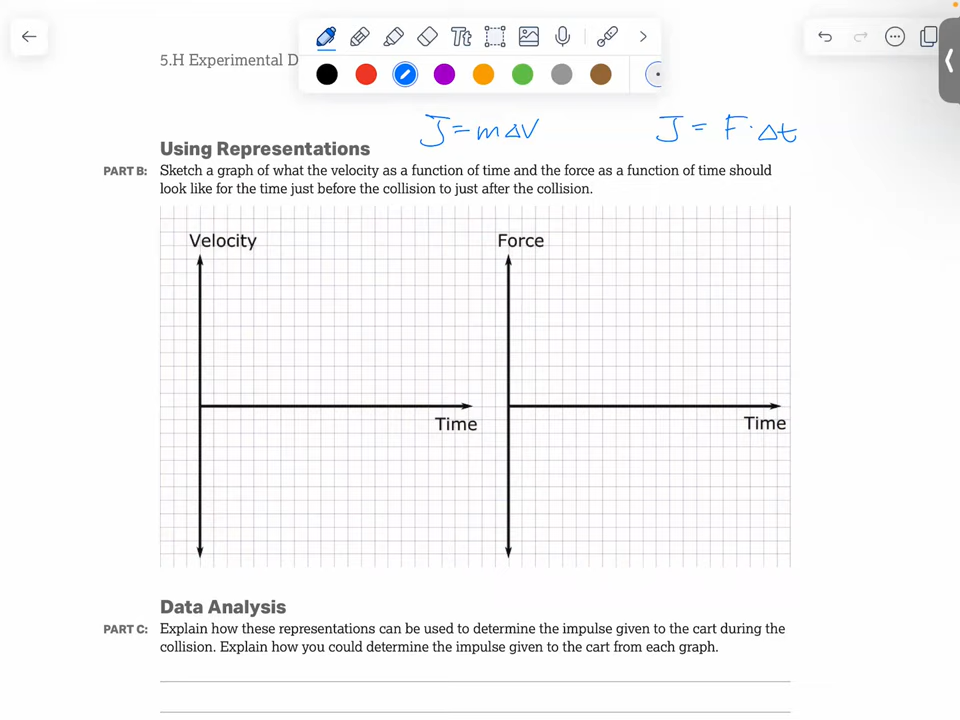 5.H Experimental D
Tt
J = m Δv
J = F · Δt
Using Representations
PART B: Sketch a graph of what the velocity as a function of time and the force as a function of time should
look like for the time just before the collision to just after the collision.
Velocity
Force
Time
Time
Data Analysis
PART C: Explain how these representations can be used to determine the impulse given to the cart during the
collision. Explain how you could determine the impulse given to the cart from each graph.